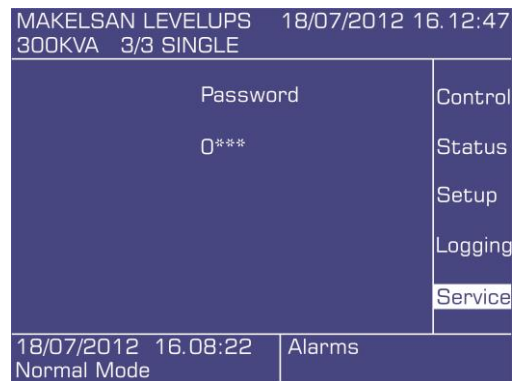 MAKELSAN LEVELUPS 18/07/2012 16.12:47
300KVA 3/3 SINGLE
Password
0***
Control
Status
Setup
Logging
Service
18/07/2012 16.08:22 Alarms
Normal Mode